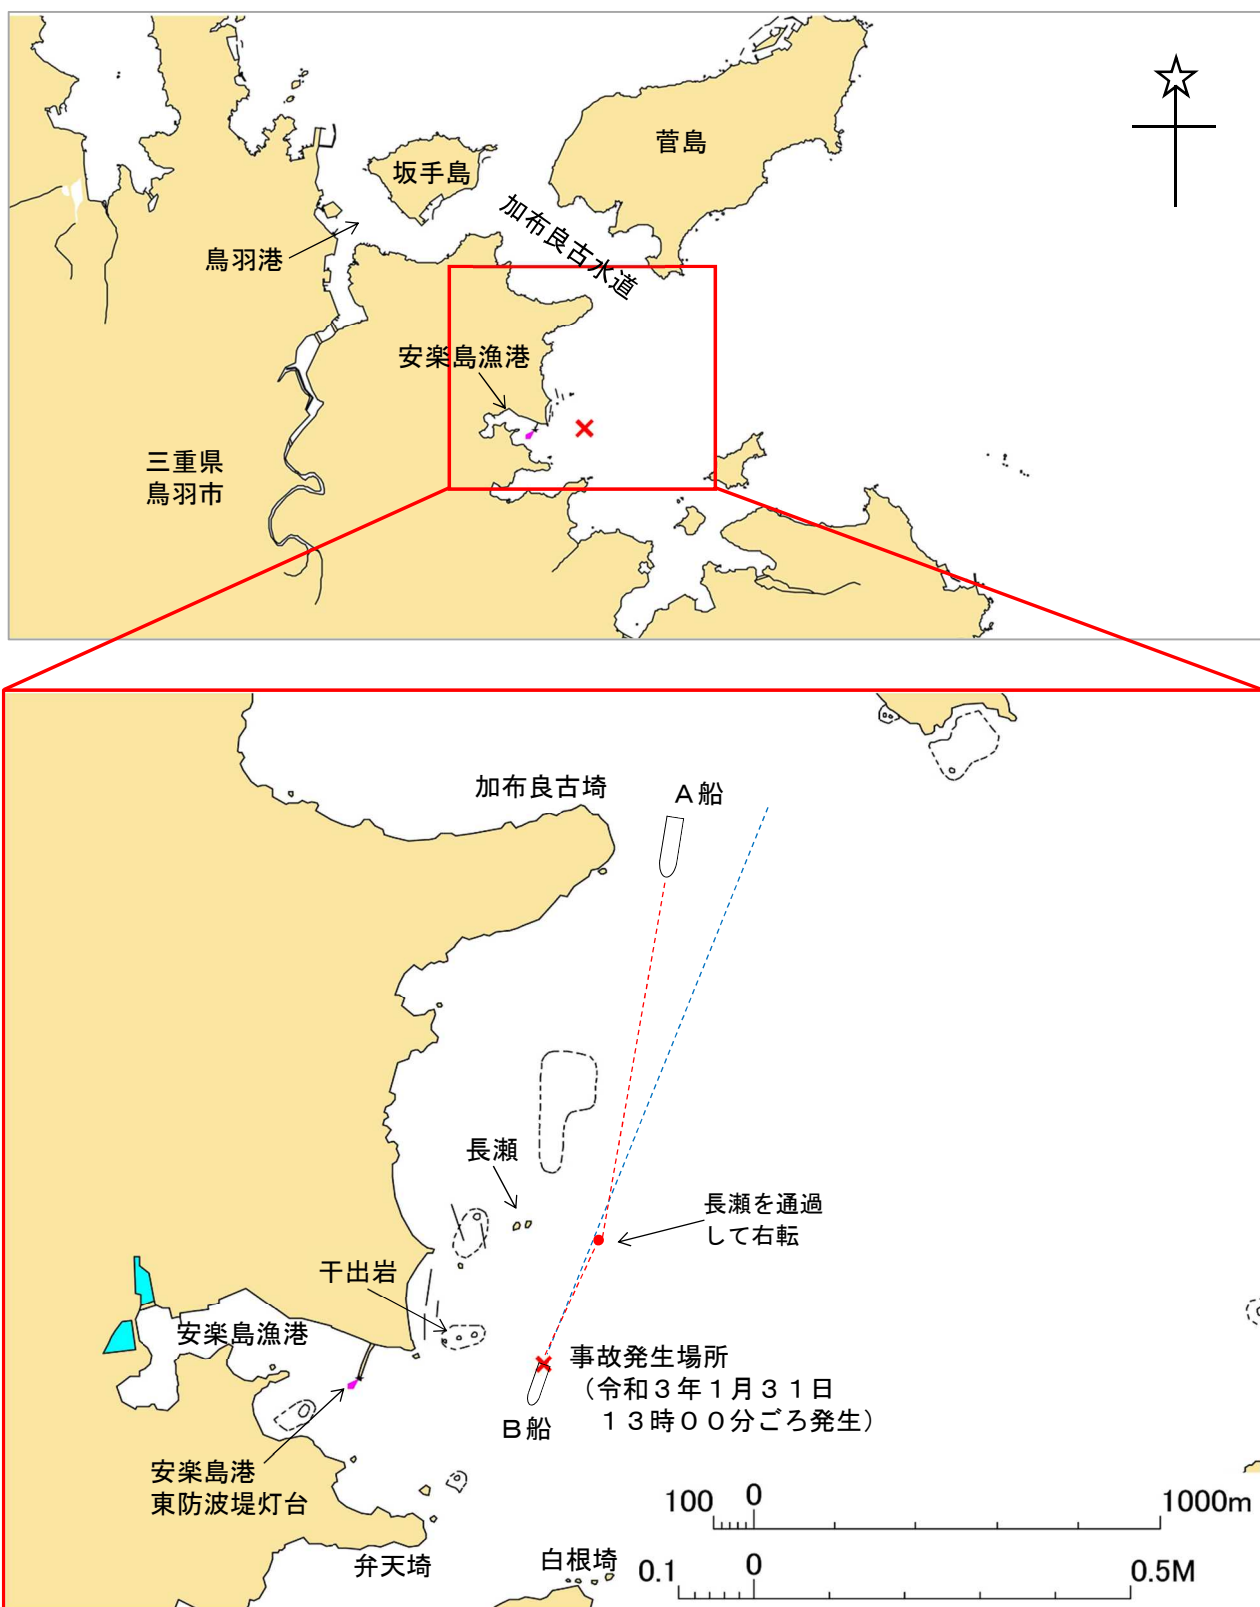 菅島
坂手島
加布良古水道
鳥羽港
安楽島漁港
三重県
鳥羽市
加布良古埼
A船
長瀬
長瀬を通過
して右転
干出岩
安楽島漁港
事故発生場所
（令和３年１月３１日
１３時００分ごろ発生）
B船
安楽島港
東防波堤灯台
弁天埼
白根埼
100 0 1000m
0.1 0 0.5M